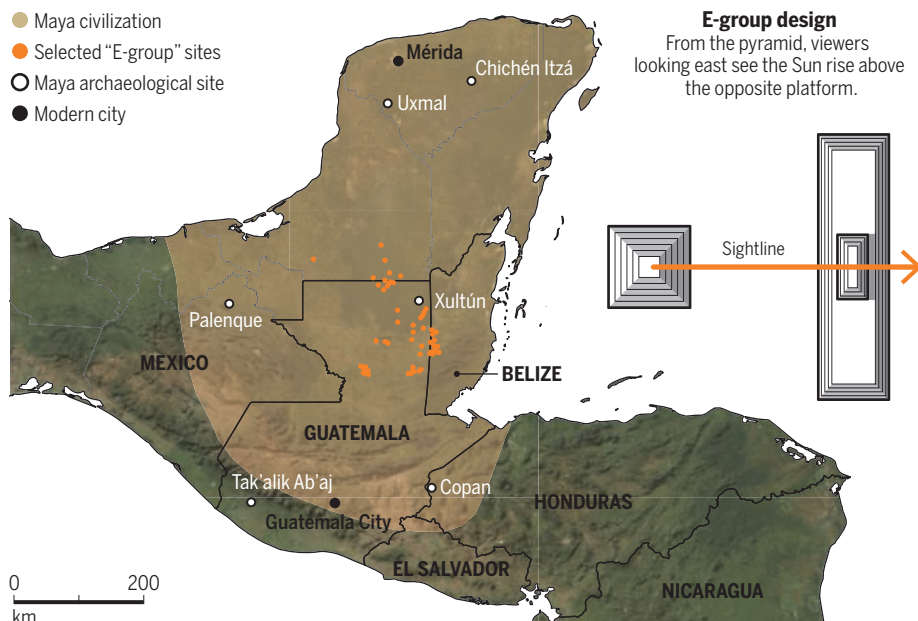 Maya civilization
Selected “E-group” sites
Maya archaeological site
Modern city
E-group design
From the pyramid, viewers
looking east see the Sun rise above
the opposite platform.
Sightline
Mérida
Chichén Itzá
Uxmal
Xultún
Palenque
MEXICO
BELIZE
GUATEMALA
Tak’alik Ab’aj
Copan
Guatemala City
HONDURAS
EL SALVADOR
NICARAGUA
0 200
km